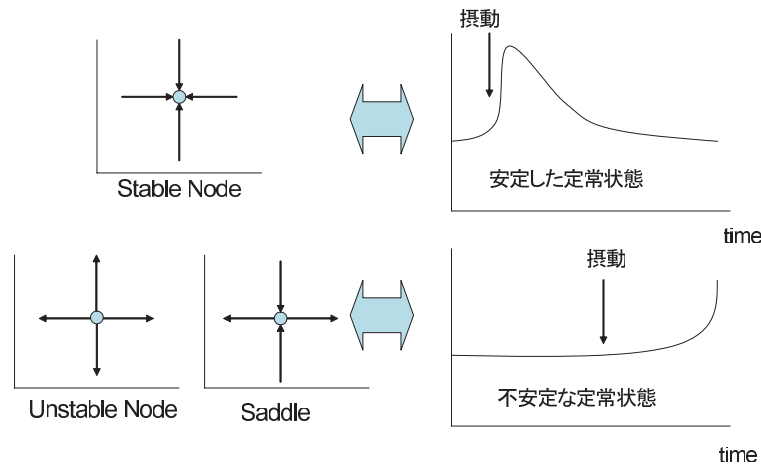 摂動
安定した定常状態
Stable Node
time
摂動
不安定な定常状態
Unstable Node
Saddle
time